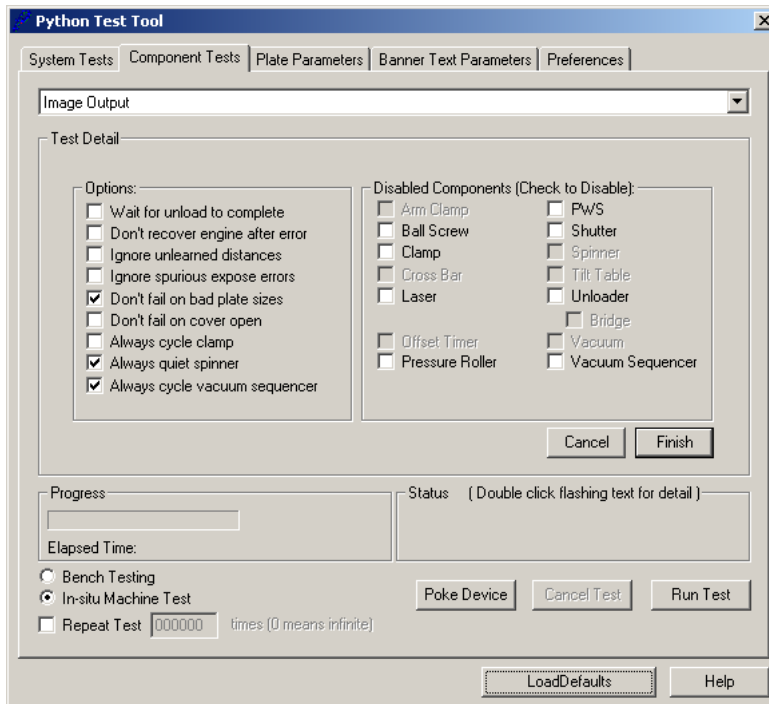 Python Test Tool
System Tests Component Tests Plate Parameters Banner Text Parameters Preferences
Image Output
Test Detail
Options:
Wait for unload to complete
Don't recover engine after error
Ignore unlearned distances
Ignore spurious expose errors
Don't fail on bad plate sizes
Don't fail on cover open
Always cycle clamp
Always quiet spinner
Always cycle vacuum sequencer
Disabled Components (Check to Disable):
Arm Clamp PWS
Ball Screw Shutter
Clamp Spinner
Cross Bar Tilt Table
Laser Unloader
Bridge
Offset Timer Vacuum
Pressure Roller Vacuum Sequencer
Cancel Finish
Progress
Elapsed Time:
Status ( Double click flashing text for detail )
Bench Testing
In-situ Machine Test
Repeat Test 000000 times (0 means infinite)
Poke Device Cancel Test Run Test
LoadDefaults Help